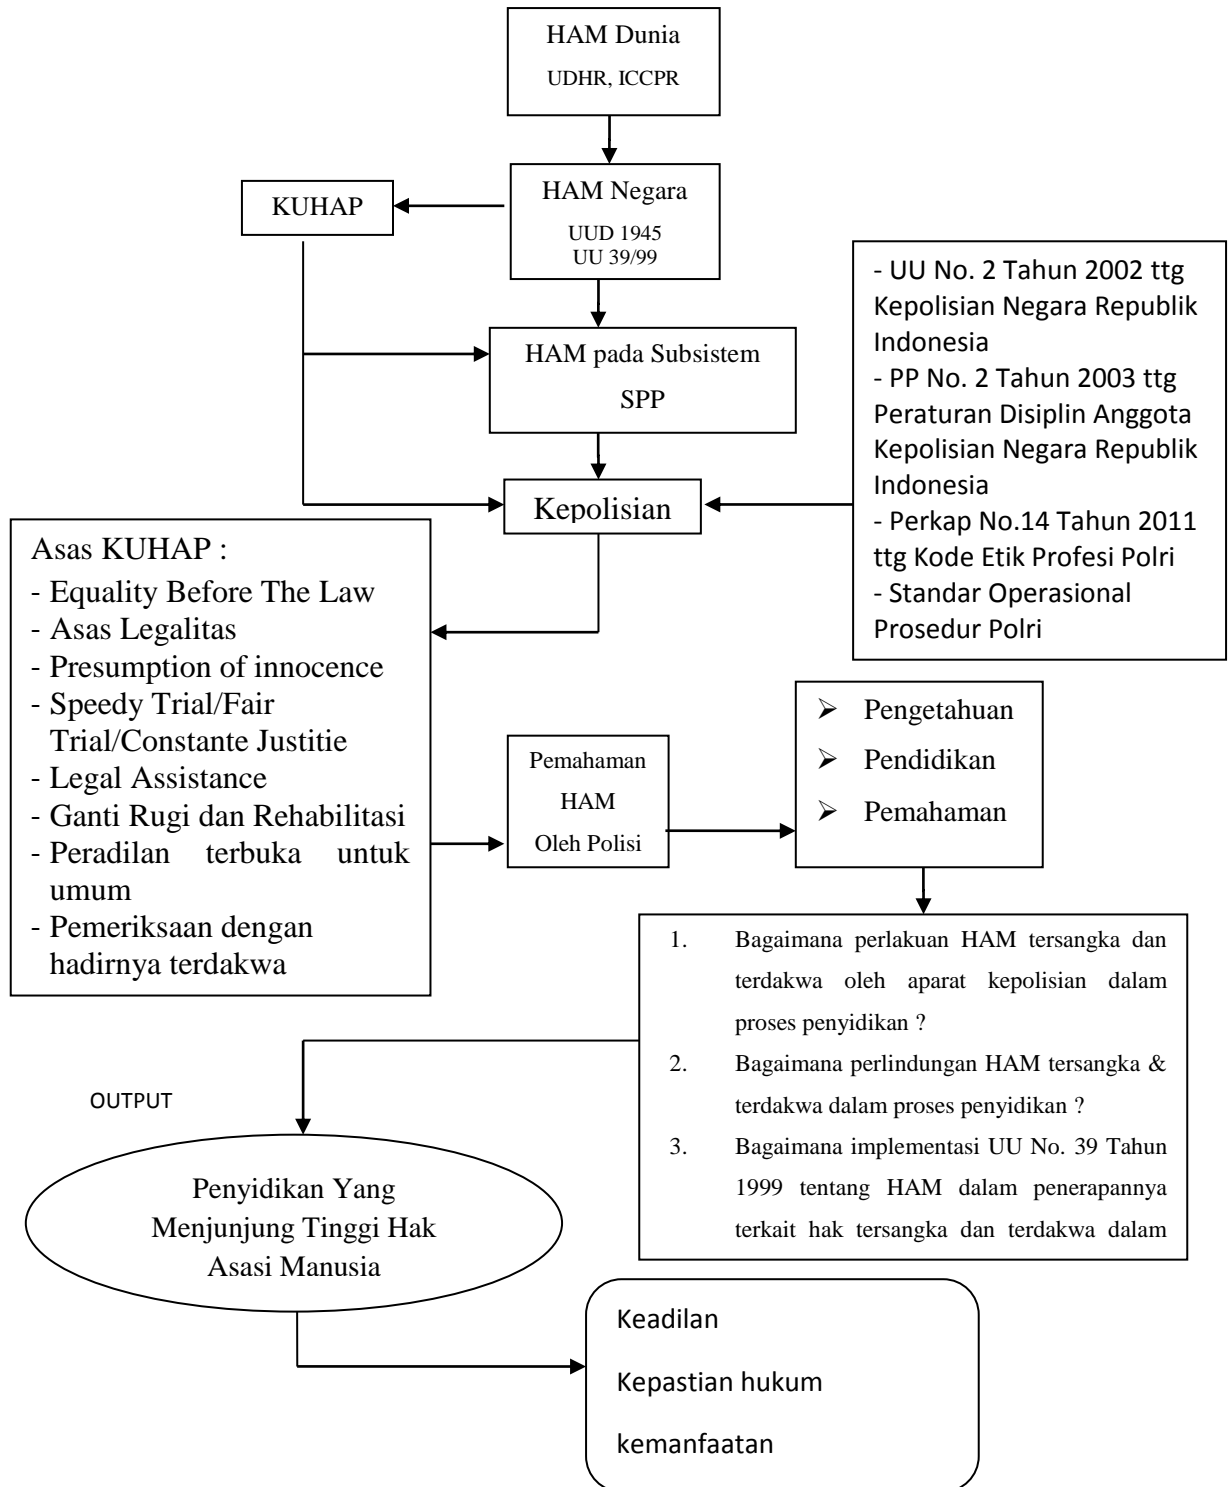 HAM Dunia
UDHR, ICCPR
KUHAP
HAM Negara
UUD 1945
UU 39/99
HAM pada Subsistem
SPP
Kepolisian
- UU No. 2 Tahun 2002 ttg
Kepolisian Negara Republik
Indonesia
- PP No. 2 Tahun 2003 ttg
Peraturan Disiplin Anggota
Kepolisian Negara Republik
Indonesia
- Perkap No.14 Tahun 2011
ttg Kode Etik Profesi Polri
- Standar Operasional
Prosedur Polri
Asas KUHAP :
- Equality Before The Law
- Asas Legalitas
- Presumption of innocence
- Speedy Trial/Fair
Trial/Constante Justitie
- Legal Assistance
- Ganti Rugi dan Rehabilitasi
- Peradilan terbuka untuk
umum
- Pemeriksaan dengan
hadirnya terdakwa
Pemahaman
HAM
Oleh Polisi
➢ Pengetahuan
➢ Pendidikan
➢ Pemahaman
1. Bagaimana perlakuan HAM tersangka dan
terdakwa oleh aparat kepolisian dalam
proses penyidikan ?
2. Bagaimana perlindungan HAM tersangka &
terdakwa dalam proses penyidikan ?
3. Bagaimana implementasi UU No. 39 Tahun
1999 tentang HAM dalam penerapannya
terkait hak tersangka dan terdakwa dalam
OUTPUT
Penyidikan Yang
Menjunjung Tinggi Hak
Asasi Manusia
Keadilan
Kepastian hukum
kemanfaatan